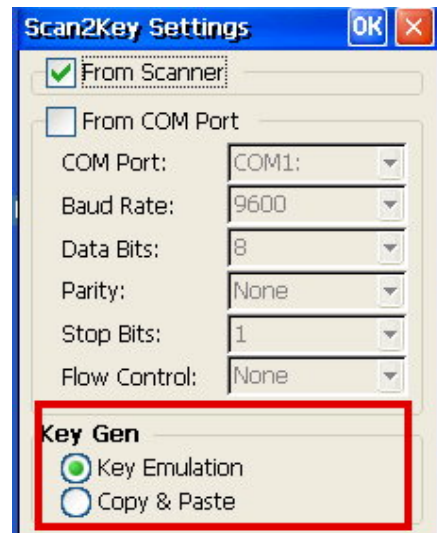 Scan2Key Settings OK
From Scanner
From COM Port
COM Port: COM1:
Baud Rate: 9600
Data Bits: 8
Parity: None
Stop Bits: 1
Flow Control: None
Key Gen
Key Emulation
Copy & Paste